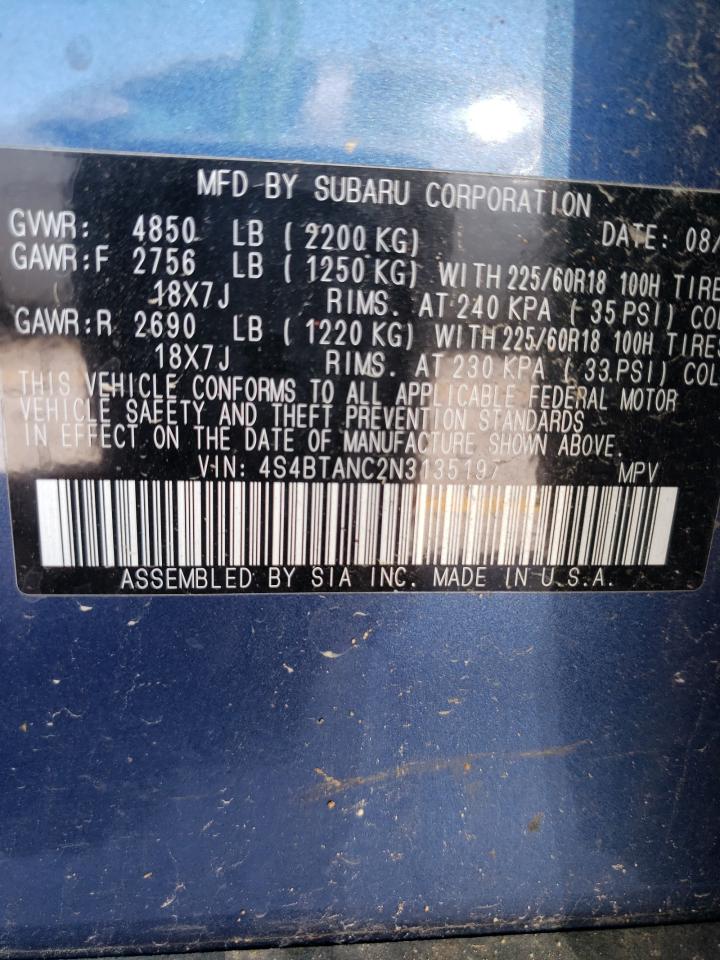 MFD BY SUBARU CORPORATION
GVWR: 4850 LB ( 2200 KG) DATE: 08/
GAWR:F 2756 LB ( 1250 KG) WITH 225/60R18 100H TIRE
18X7J RIMS. AT 240 KPA ( 35 PSI) CO
GAWR:R 2690 LB ( 1220 KG) WITH 225/60R18 100H TIRES
18X7J RIMS. AT 230 KPA ( 33 PSI) COL
THIS VEHICLE CONFORMS TO ALL APPLICABLE FEDERAL MOTOR
VEHICLE SAFETY AND THEFT PREVENTION STANDARDS
IN EFFECT ON THE DATE OF MANUFACTURE SHOWN ABOVE.
VIN: 4S4BTANC2N3135197 MPV
ASSEMBLED BY SIA INC. MADE IN U.S.A.